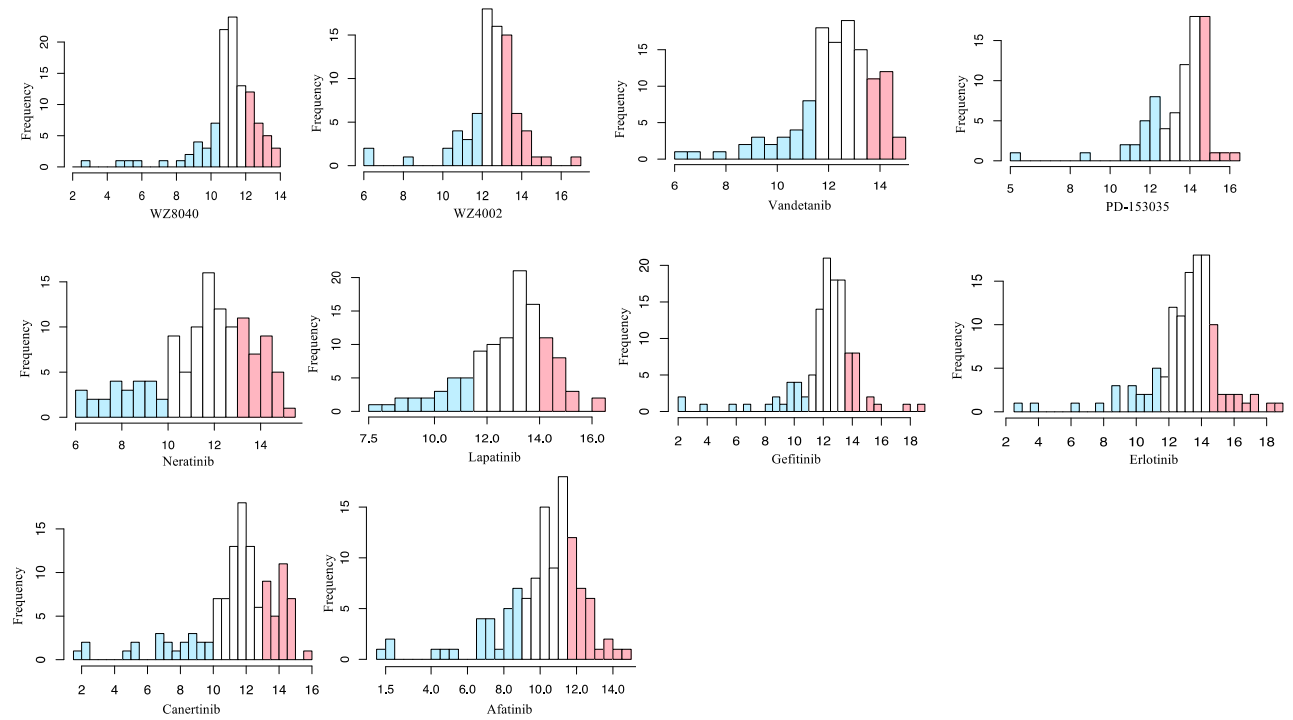 Frequency
0 5 10 15 20
2 4 6 8 10 12 14
WZ8040
Frequency
0 5 10 15
6 8 10 12 14 16
WZ4002
Frequency
0 5 10 15
6 8 10 12 14
Vandetanib
Frequency
0 5 10 15
5 8 10 12 14 16
PD-153035
Frequency
0 5 10 15
6 8 10 12 14
Neratinib
Frequency
0 5 10 15 20
7.5 10.0 12.0 14.0 16.0
Lapatinib
Frequency
0 5 10 15 20
2 4 6 8 10 12 14 16 18
Gefitinib
Frequency
0 5 10 15
2 4 6 8 10 12 14 16 18
Erlotinib
Frequency
0 5 10 15
2 4 6 8 10 12 14 16
Canertinib
Frequency
0 5 10 15
1.5 4.0 6.0 8.0 10.0 12.0 14.0
Afatinib